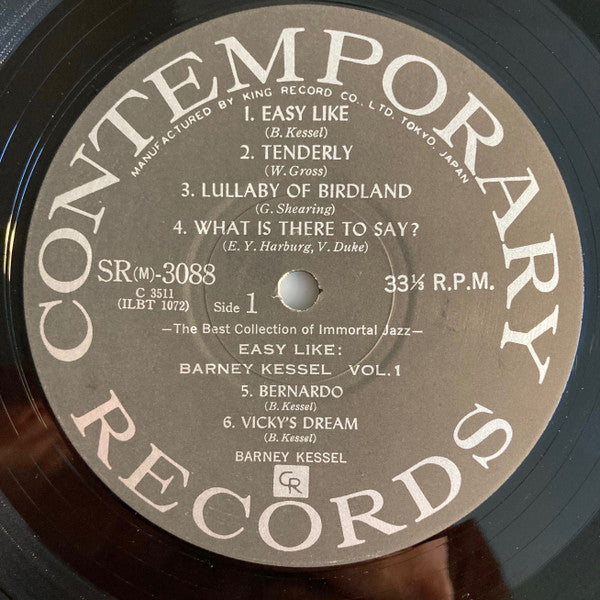 CONTEMPORARY
MANUFACTURED BY KING RECORD CO., LTD. TOKYO, JAPAN
1. EASY LIKE
(B. Kessel)
2. TENDERLY
(W. Gross)
3. LULLABY OF BIRDLAND
(G. Shearing)
4. WHAT IS THERE TO SAY?
(E. Y. Harburg, V. Duke)
SR(M)-3088
C 3511
(ILBT 1072)
Side 1
33⅓ R.P.M.
—The Bast Collection of Immortal Jazz—
EASY LIKE:
BARNEY KESSEL VOL.1
5. BERNARDO
(B. Kessel)
6. VICKY'S DREAM
(B. Kessel)
BARNEY KESSEL
CR
RECORDS